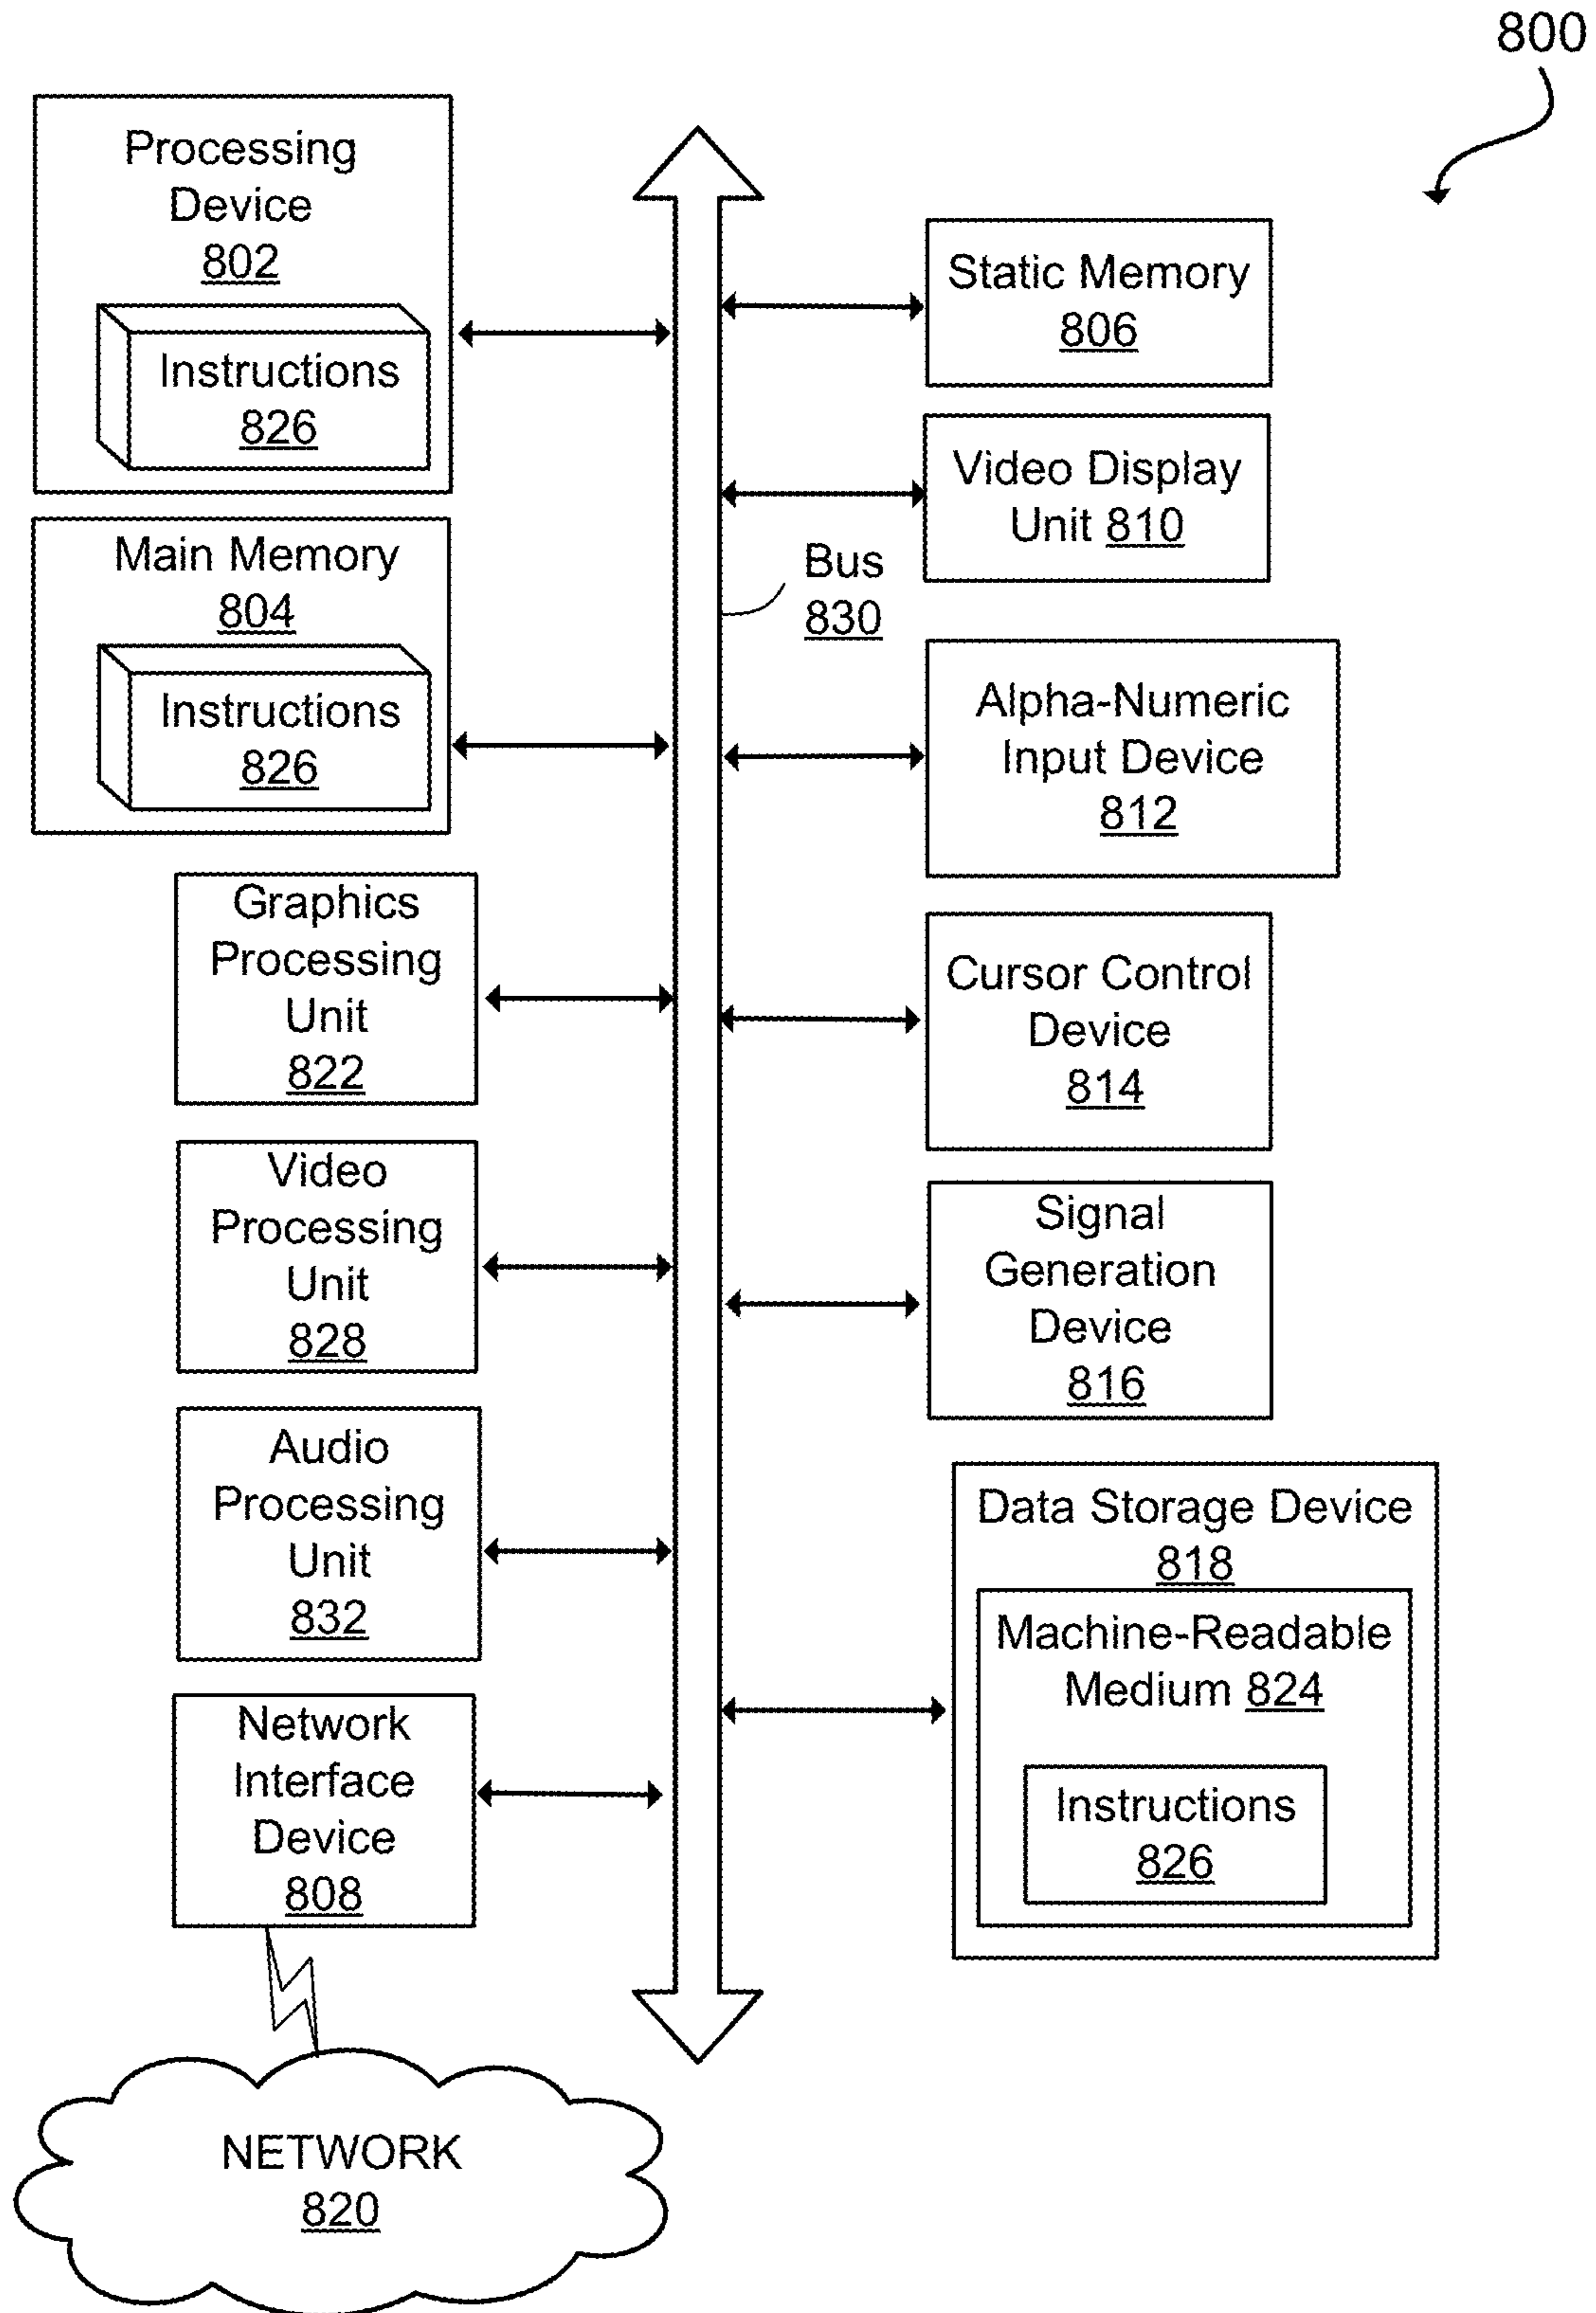 800
Processing
Device
802
Instructions
826
Main Memory
804
Instructions
826
Graphics
Processing
Unit
822
Video
Processing
Unit
828
Audio
Processing
Unit
832
Network
Interface
Device
808
NETWORK
820
Bus
830
Static Memory
806
Video Display
Unit 810
Alpha-Numeric
Input Device
812
Cursor Control
Device
814
Signal
Generation
Device
816
Data Storage Device
818
Machine-Readable
Medium 824
Instructions
826